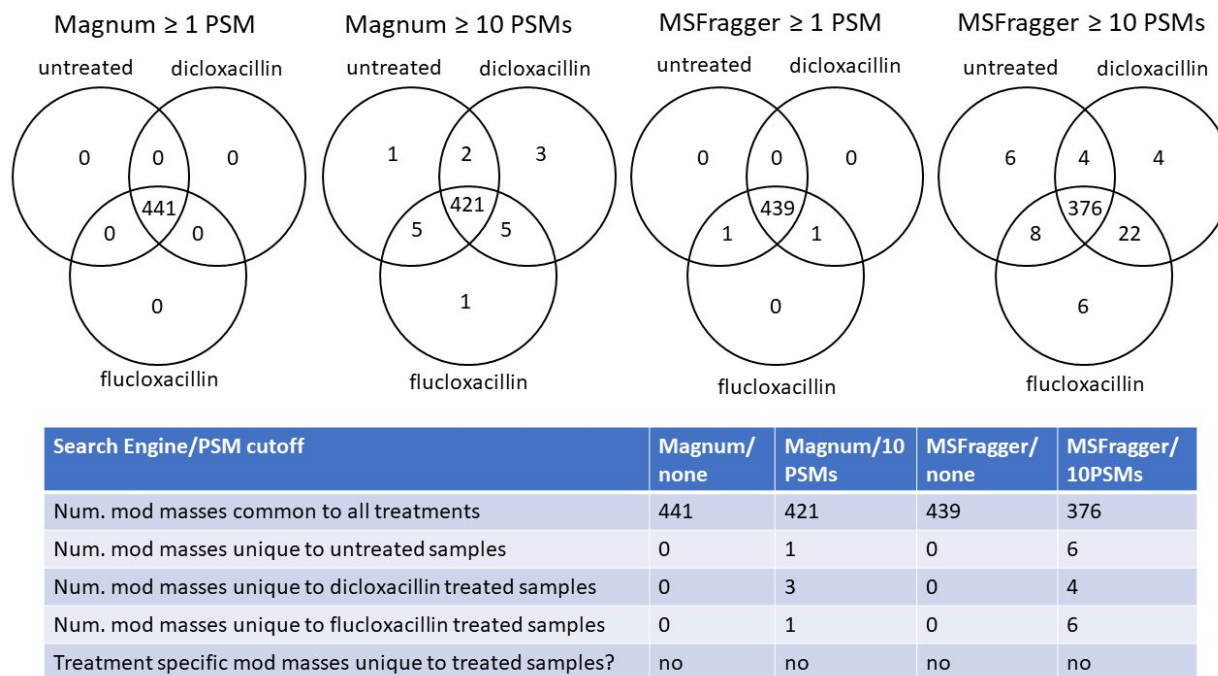 Magnum ≥ 1 PSM
untreated
dicloxacillin
0
0
0
441
0
0
0
flucloxacillin
Magnum ≥ 10 PSMs
untreated
dicloxacillin
1
2
3
421
5
5
1
flucloxacillin
MSFragger ≥ 1 PSM
untreated
dicloxacillin
0
0
0
439
1
1
0
flucloxacillin
MSFragger ≥ 10 PSMs
untreated
dicloxacillin
6
4
4
376
8
22
6
flucloxacillin
Search Engine/PSM cutoff Magnum/ none Magnum/10 PSMs MSFragger/ none MSFragger/ 10PSMs
Num. mod masses common to all treatments 441 421 439 376
Num. mod masses unique to untreated samples 0 1 0 6
Num. mod masses unique to dicloxacillin treated samples 0 3 0 4
Num. mod masses unique to flucloxacillin treated samples 0 1 0 6
Treatment specific mod masses unique to treated samples? no no no no